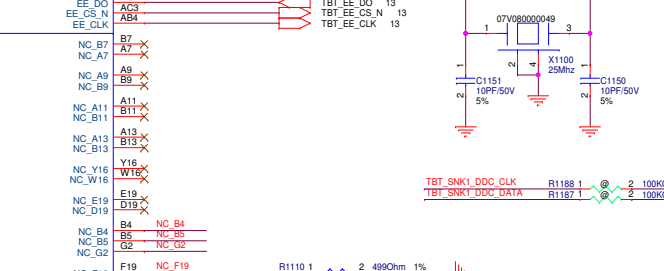 EE_DO TBT_EE_DO 13
EE_CS_N AC3 TBT_EE_CS_N 13
EE_CLK AB4 TBT_EE_CLK 13
07V080000049
1 3
2 4
X1100
25Mhz
1 C1151
10PF/50V
2 5%
1 C1150
10PF/50V
2 5%
NC_B7 B7
NC_A7 A7
NC_A9 A9
NC_B9 B9
NC_A11 A11
NC_B11 B11
NC_A13 A13
NC_B13 B13
NC_Y16 Y16
NC_W16 W16
TBT_SNK1_DDC_CLK R1188 1 @ 2 100K
TBT_SNK1_DDC_DATA R1187 1 @ 2 100K
NC_E19 E19
NC_D19 D19
NC_B4 B4 NC_B4
NC_B5 B5 NC_B5
NC_G2 G2 NC_G2
F19 NC_F19
R1110 1 2 499Ohm 1%